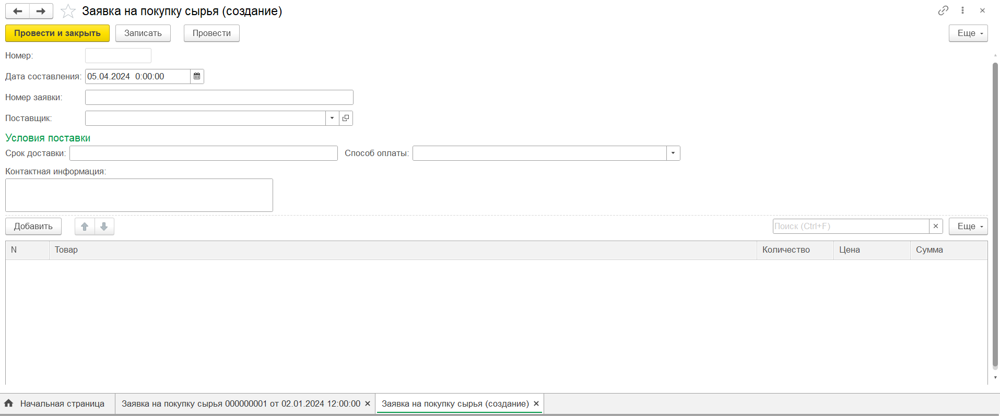 Заявка на покупку сырья (создание)
Провести и закрыть Записать Провести Еще
Номер:
Дата составления: 05.04.2024 0:00:00
Номер заявки:
Поставщик:
Условия поставки
Срок доставки: Способ оплаты:
Контактная информация:
Добавить Поиск (Ctrl+F) Еще
N Товар Количество Цена Сумма
Начальная страница Заявка на покупку сырья 000000001 от 02.01.2024 12:00:00 Заявка на покупку сырья (создание)